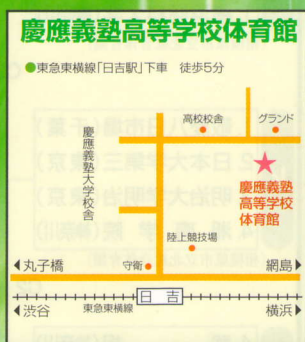 慶應義塾高等学校体育館
●東急東横線「日吉駅」下車 徒歩5分
高校校舎
グランド
慶應義塾大学校舎
慶應義塾
高等学校
体育館
陸上競技場
◀丸子橋
守衛
綱島▶
日吉
◀渋谷
東急東横線
横浜▶